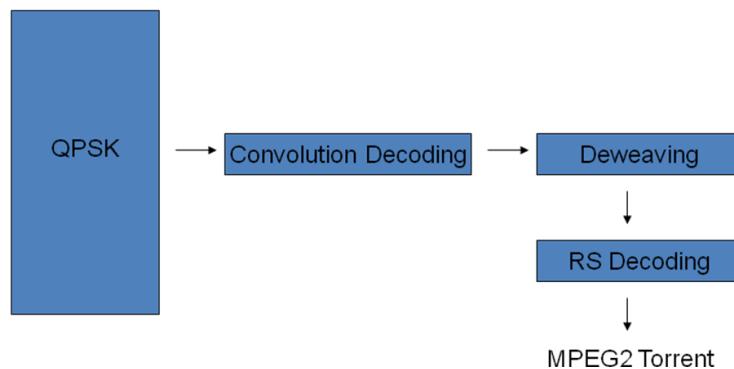 QPSK
Convolution Decoding
Deweaving
RS Decoding
MPEG2 Torrent